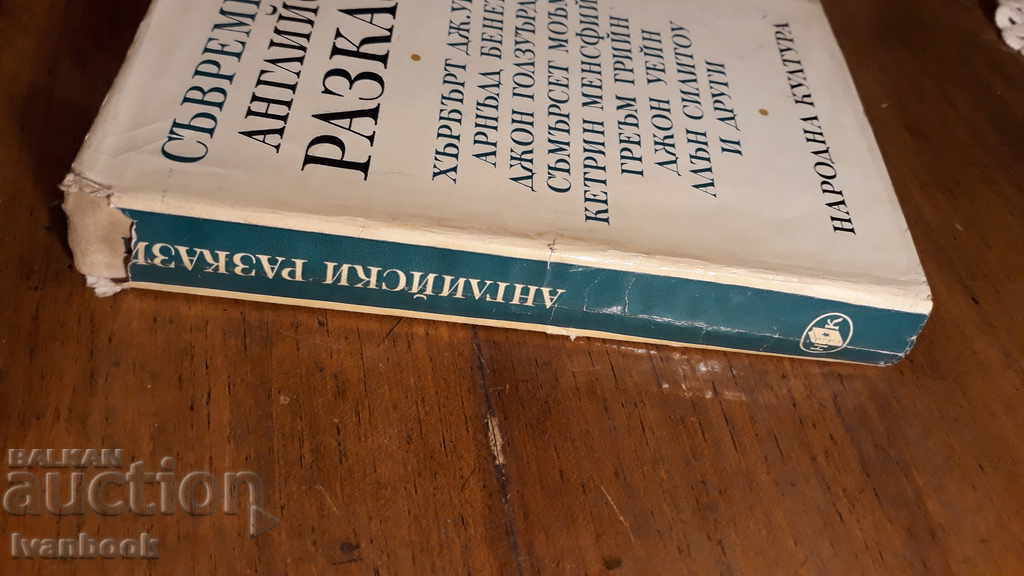 СЪВРЕМЕ
АНГЛИЙС
РАЗКА
ХЪРБЪРТ ДЖ. У
АРНЪЛД БЕНЕ
ДЖОН ГОЛЗУЪРД
СЪМЪРСЕТ МОЪМ
КЕТРИН МЕНСФИЙ
ГРЕЪМ ГРИЙН
ДЖОН УЕЙН
АЛЪН СИЛИТОУ
И ДРУГИ
НАРОДНА КУЛТУРА
АНГЛИЙСКИ РАЗКАЗИ
BALKAN
auction
Ivanbook